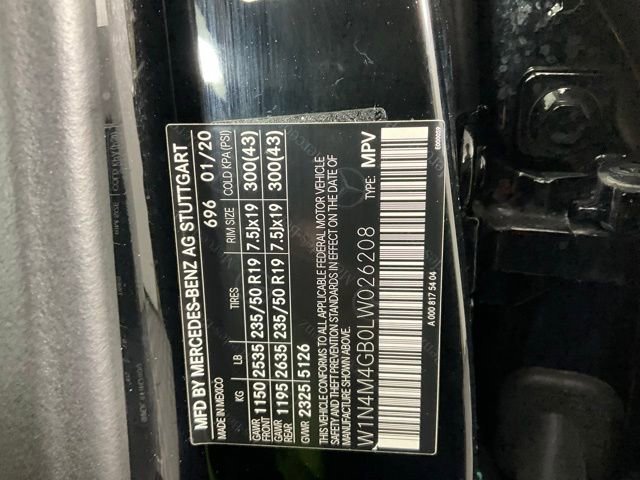 MFD BY MERCEDES-BENZ AG STUTTGART
MADE IN MEXICO 696 01/20
KG LB TIRES RIM SIZE COLD KPA(PSI)
GAWR FRONT 1150 2535 235/50 R19 7.5Jx19 300(43)
GAWR REAR 1195 2635 235/50 R19 7.5Jx19 300(43)
GVWR 2325 5126
THIS VEHICLE CONFORMS TO ALL APPLICABLE FEDERAL MOTOR VEHICLE
SAFETY AND THEFT PREVENTION STANDARDS IN EFFECT ON THE DATE OF
MANUFACTURE SHOWN ABOVE.
W1N4M4GB0LW026208 TYPE: MPV
A 000 817 54 04